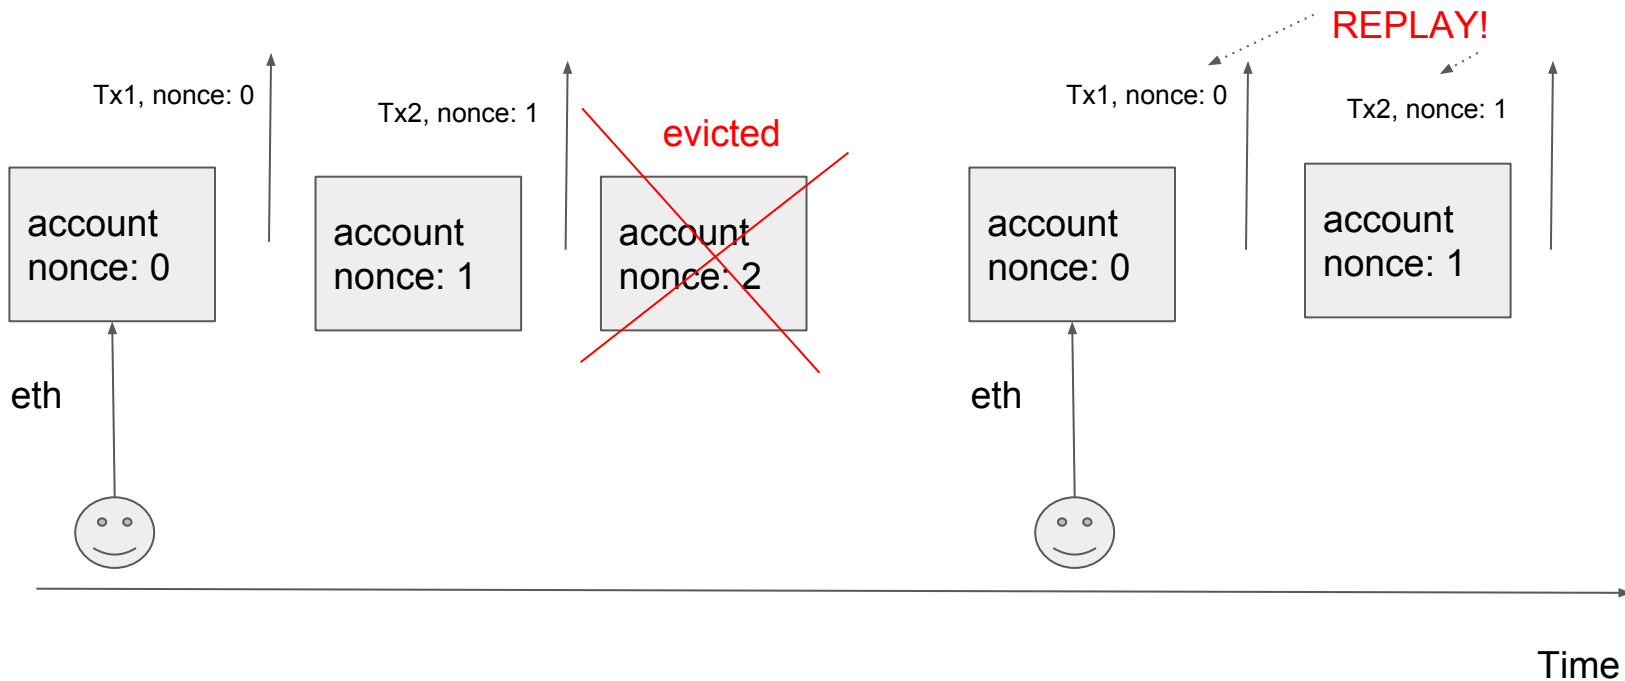 REPLAY!
Tx1, nonce: 0
Tx2, nonce: 1
evicted
Tx1, nonce: 0
Tx2, nonce: 1
account
nonce: 0
account
nonce: 1
account
nonce: 2
account
nonce: 0
account
nonce: 1
eth
eth
Time